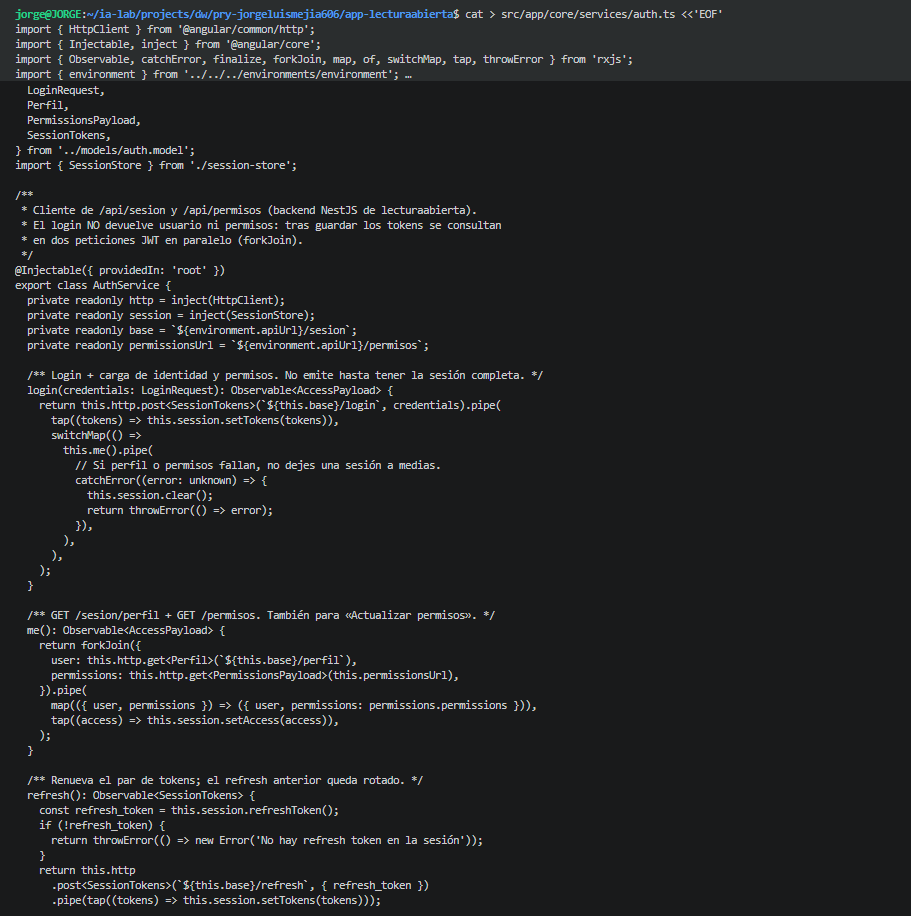 jorge@JORGE:~/ia-lab/projects/dw/pry-jorgeluismejia606/app-lecturaabierta$ cat > src/app/core/services/auth.ts <<'EOF'
import { HttpClient } from '@angular/common/http';
import { Injectable, inject } from '@angular/core';
import { Observable, catchError, finalize, forkJoin, map, of, switchMap, tap, throwError } from 'rxjs';
import { environment } from '../../../environments/environment'; …
  LoginRequest,
  Perfil,
  PermissionsPayload,
  SessionTokens,
} from '../models/auth.model';
import { SessionStore } from './session-store';

/**
 * Cliente de /api/sesion y /api/permisos (backend NestJS de lecturaabierta).
 * El login NO devuelve usuario ni permisos: tras guardar los tokens se consultan
 * en dos peticiones JWT en paralelo (forkJoin).
 */
@Injectable({ providedIn: 'root' })
export class AuthService {
  private readonly http = inject(HttpClient);
  private readonly session = inject(SessionStore);
  private readonly base = `${environment.apiUrl}/sesion`;
  private readonly permissionsUrl = `${environment.apiUrl}/permisos`;

  /** Login + carga de identidad y permisos. No emite hasta tener la sesión completa. */
  login(credentials: LoginRequest): Observable<AccessPayload> {
    return this.http.post<SessionTokens>(`${this.base}/login`, credentials).pipe(
      tap((tokens) => this.session.setTokens(tokens)),
      switchMap(() =>
        this.me().pipe(
          // Si perfil o permisos fallan, no dejes una sesión a medias.
          catchError((error: unknown) => {
            this.session.clear();
            return throwError(() => error);
          }),
        ),
      ),
    );
  }

  /** GET /sesion/perfil + GET /permisos. También para «Actualizar permisos». */
  me(): Observable<AccessPayload> {
    return forkJoin({
      user: this.http.get<Perfil>(`${this.base}/perfil`),
      permissions: this.http.get<PermissionsPayload>(this.permissionsUrl),
    }).pipe(
      map(({ user, permissions }) => ({ user, permissions: permissions.permissions })),
      tap((access) => this.session.setAccess(access)),
    );
  }

  /** Renueva el par de tokens; el refresh anterior queda rotado. */
  refresh(): Observable<SessionTokens> {
    const refresh_token = this.session.refreshToken();
    if (!refresh_token) {
      return throwError(() => new Error('No hay refresh token en la sesión'));
    }
    return this.http
      .post<SessionTokens>(`${this.base}/refresh`, { refresh_token })
      .pipe(tap((tokens) => this.session.setTokens(tokens)));